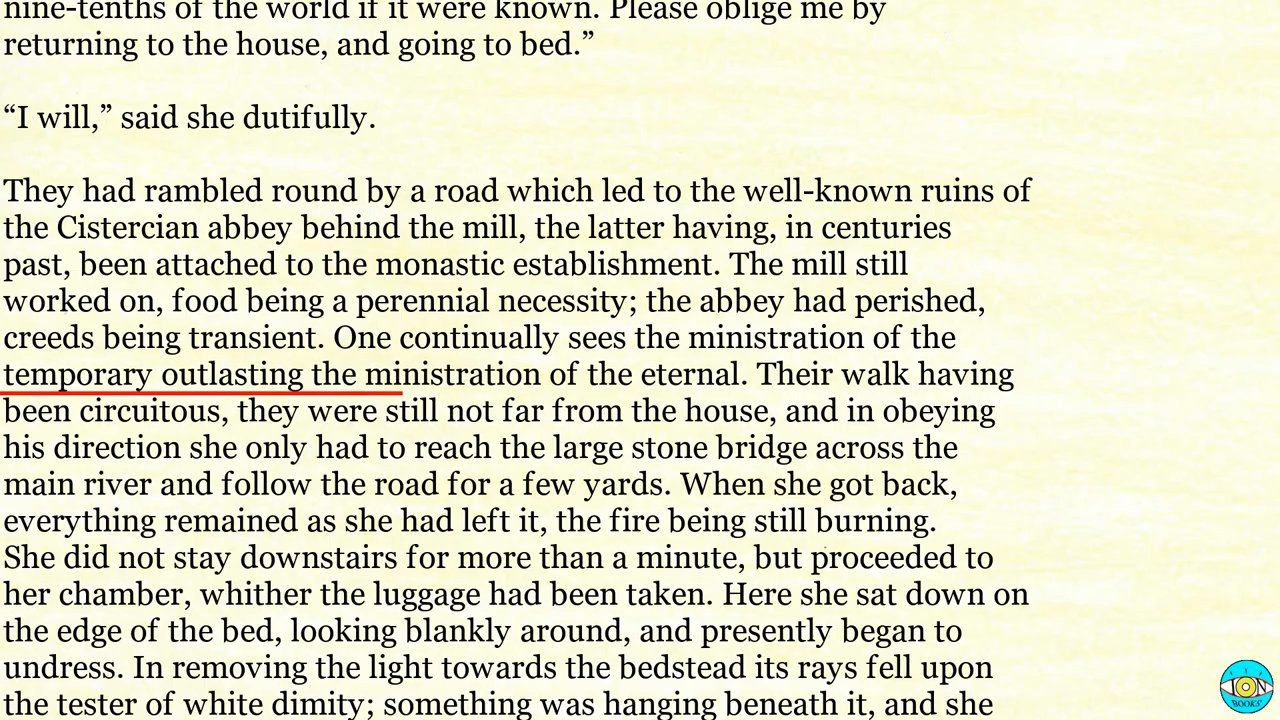 nine-tenths of the world if it were known. Please oblige me by
returning to the house, and going to bed.”
“I will,” said she dutifully.
They had rambled round by a road which led to the well-known ruins of
the Cistercian abbey behind the mill, the latter having, in centuries
past, been attached to the monastic establishment. The mill still
worked on, food being a perennial necessity; the abbey had perished,
creeds being transient. One continually sees the ministration of the
temporary outlasting the ministration of the eternal. Their walk having
been circuitous, they were still not far from the house, and in obeying
his direction she only had to reach the large stone bridge across the
main river and follow the road for a few yards. When she got back,
everything remained as she had left it, the fire being still burning.
She did not stay downstairs for more than a minute, but proceeded to
her chamber, whither the luggage had been taken. Here she sat down on
the edge of the bed, looking blankly around, and presently began to
undress. In removing the light towards the bedstead its rays fell upon
the tester of white dimity; something was hanging beneath it, and she
ION
BOOKS